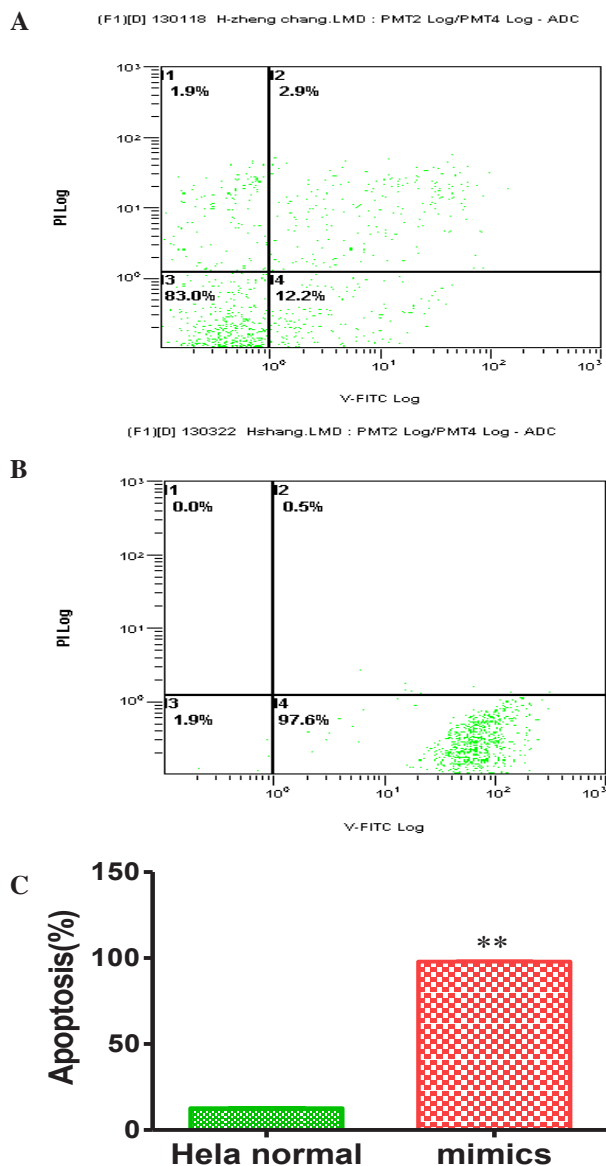 A
(F1)[D] 130118 H-zheng chang.LMD : PMT2 Log/PMT4 Log - ADC
10³
I1
1.9%
I2
2.9%
10²
PI Log
10¹
10⁰
I3
83.0%
I4
12.2%
10⁰
10¹
10²
10³
V-FITC Log
(F1)[D] 130322 Hshang.LMD : PMT2 Log/PMT4 Log - ADC
B
10³
I1
0.0%
I2
0.5%
10²
PI Log
10¹
10⁰
I3
1.9%
I4
97.6%
10⁰
10¹
10²
10³
V-FITC Log
C
150
100
50
0
Apoptosis(%)
**
Hela normal
mimics